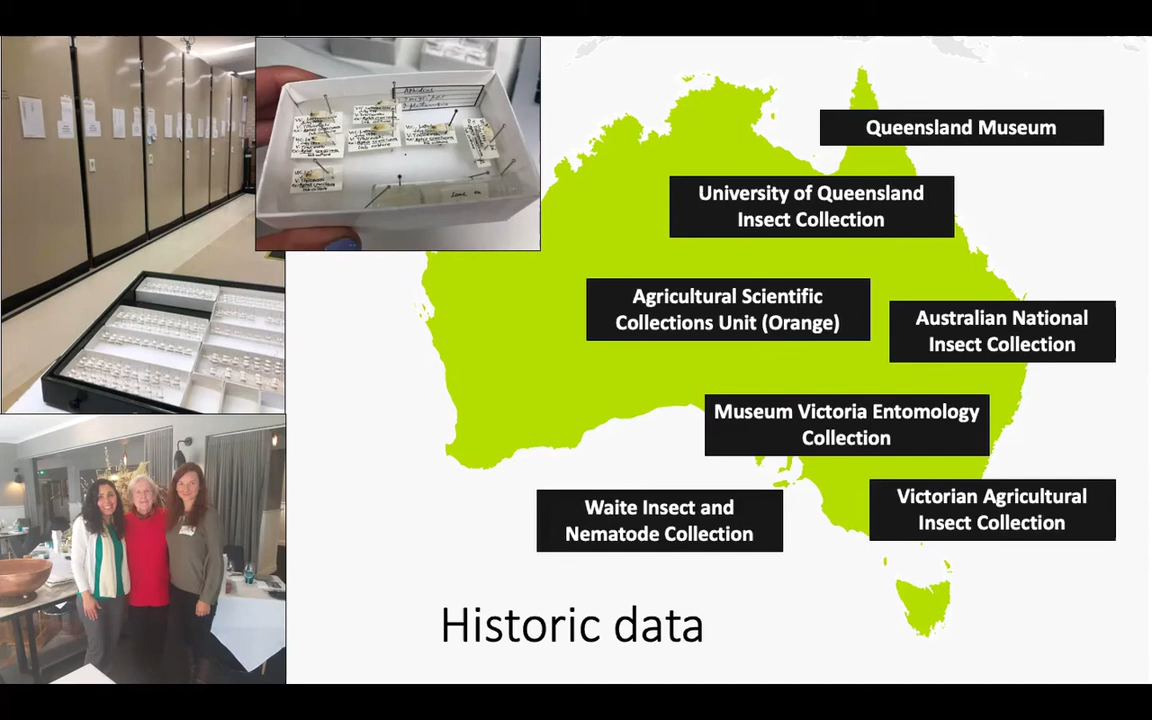 Queensland Museum
University of Queensland
Insect Collection
Agricultural Scientific
Collections Unit (Orange)
Australian National
Insect Collection
Museum Victoria Entomology
Collection
Victorian Agricultural
Insect Collection
Waite Insect and
Nematode Collection
Historic data